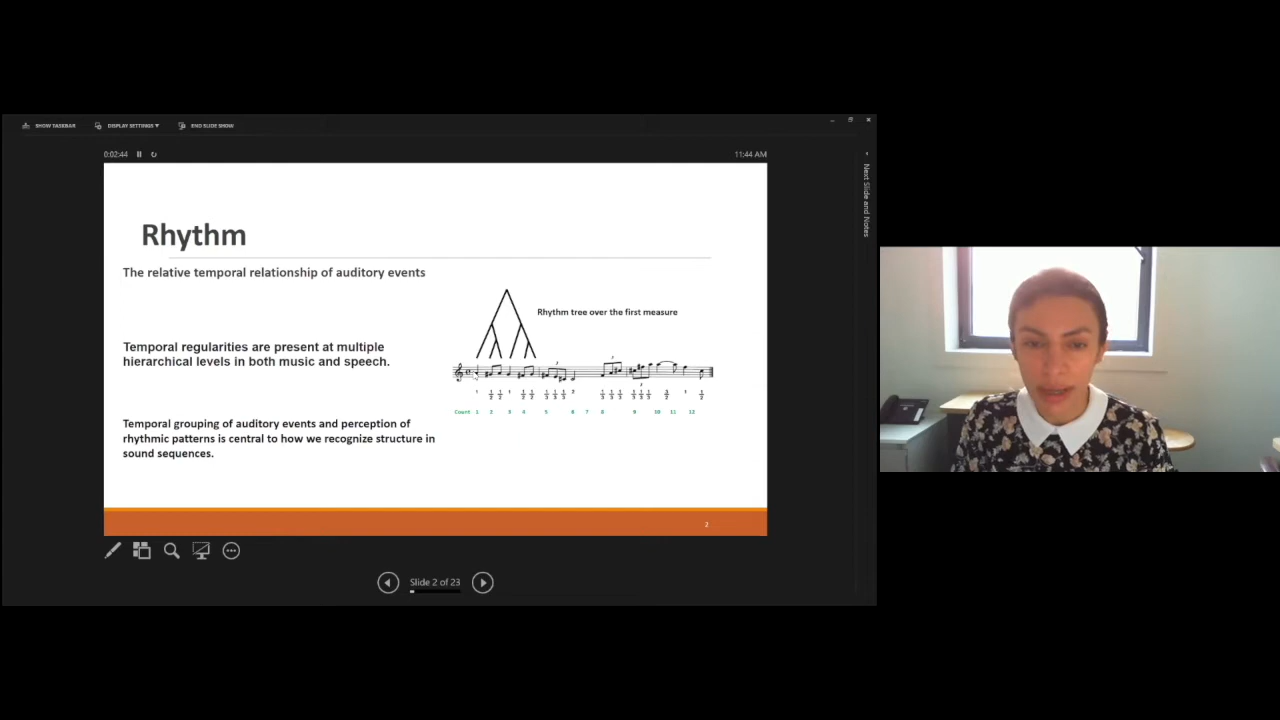 SHOW TASKBAR DISPLAY SETTINGS ▾ END SLIDE SHOW
0:02:44 11:44 AM
Next Slide and Notes
Rhythm
The relative temporal relationship of auditory events
Rhythm tree over the first measure
Temporal regularities are present at multiple
hierarchical levels in both music and speech.
Count 1 2 3 4 5 6 7 8 9 10 11 12
Temporal grouping of auditory events and perception of
rhythmic patterns is central to how we recognize structure in
sound sequences.
2
Slide 2 of 23